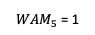 WAM₅ = 1